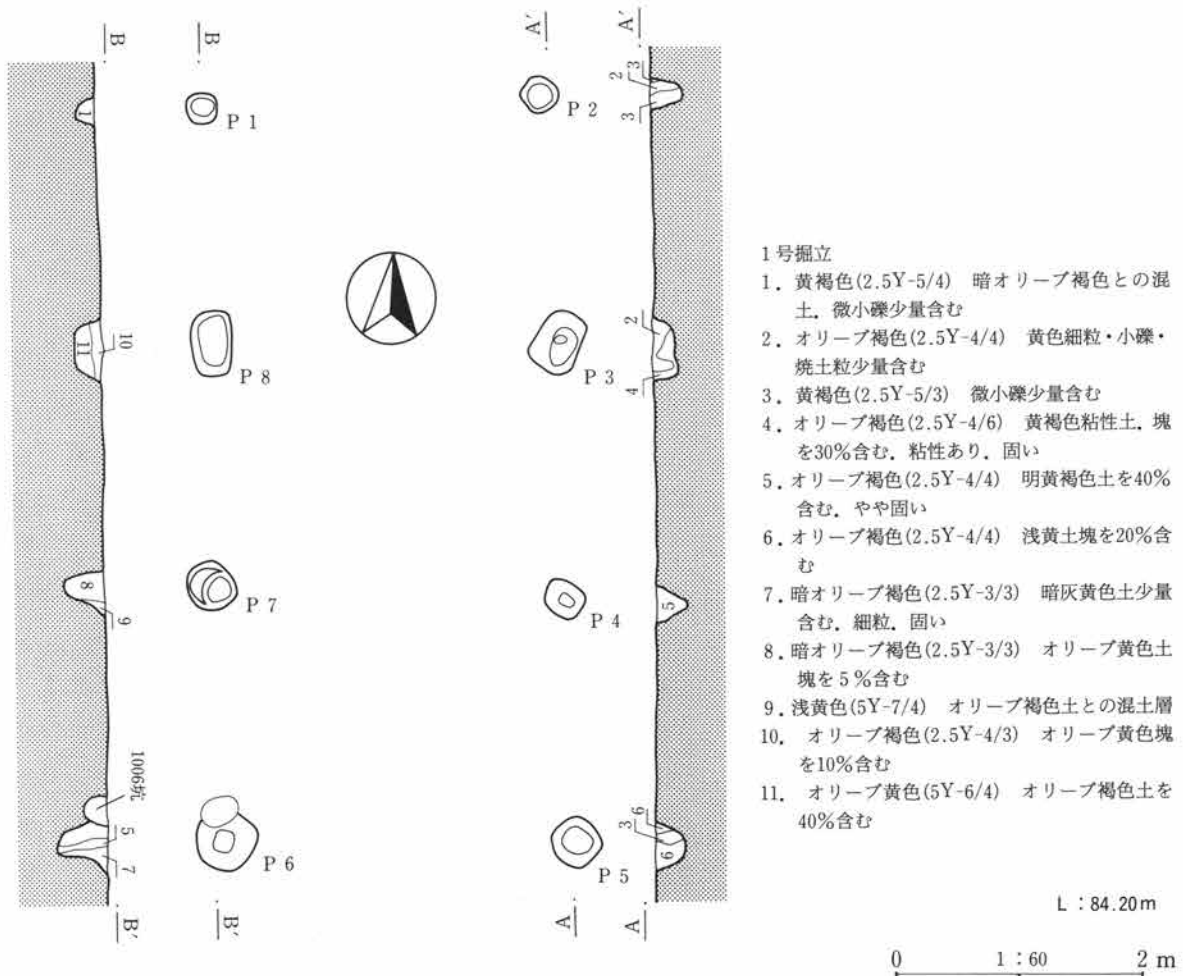 B
B
A′
A′
1
P 1
P 2
2
3
3
10
11
P 8
P 3
2
4
8
9
P 7
P 4
5
1006坑
5
7
P 6
P 5
6
3
6
B′
B′
A
A
1号掘立
1．黄褐色(2.5Y-5/4)　暗オリーブ褐色との混
土．微小礫少量含む
2．オリーブ褐色(2.5Y-4/4)　黄色細粒・小礫・
焼土粒少量含む
3．黄褐色(2.5Y-5/3)　微小礫少量含む
4．オリーブ褐色(2.5Y-4/6)　黄褐色粘性土．塊
を30%含む．粘性あり．固い
5．オリーブ褐色(2.5Y-4/4)　明黄褐色土を40%
含む．やや固い
6．オリーブ褐色(2.5Y-4/4)　浅黄土塊を20%含
む
7．暗オリーブ褐色(2.5Y-3/3)　暗灰黄色土少量
含む．細粒．固い
8．暗オリーブ褐色(2.5Y-3/3)　オリーブ黄色土
塊を5%含む
9．浅黄色(5Y-7/4)　オリーブ褐色土との混土層
10．オリーブ褐色(2.5Y-4/3)　オリーブ黄色塊
を10%含む
11．オリーブ黄色(5Y-6/4)　オリーブ褐色土を
40%含む
L：84.20m
0　1：60　2 m